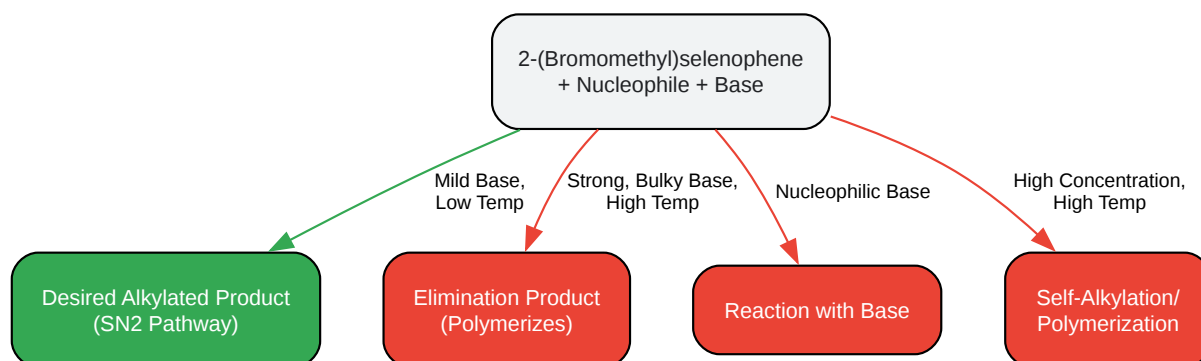 2-(Bromomethyl)selenophene
+ Nucleophile + Base
Mild Base,
Low Temp
Strong, Bulky Base,
High Temp
Nucleophilic Base
High Concentration,
High Temp
Desired Alkylated Product
(SN2 Pathway)
Elimination Product
(Polymerizes)
Reaction with Base
Self-Alkylation/
Polymerization